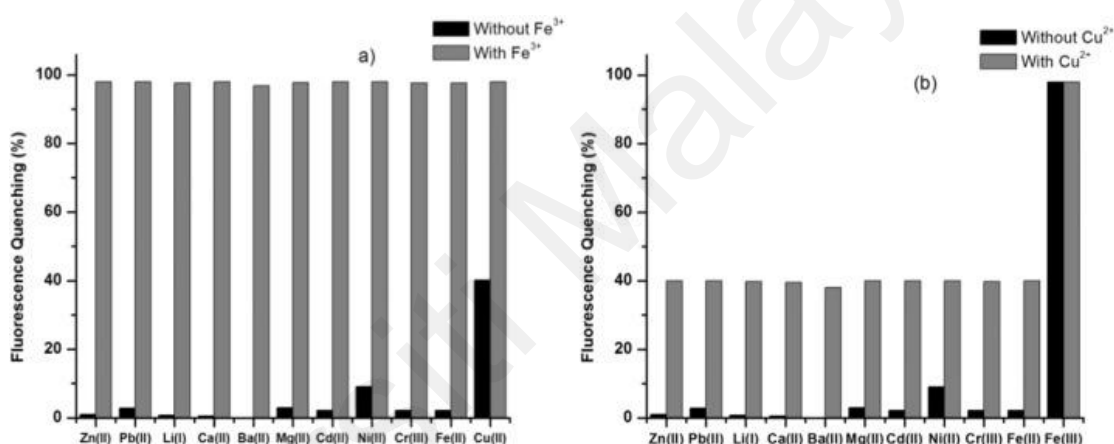 Without Fe3+
With Fe3+
a)
Fluorescence Quenching (%)
100
80
60
40
20
0
Zn(II) Pb(II) Li(I) Ca(II) Ba(II) Mg(II) Cd(II) Ni(II) Cr(III) Fe(II) Cu(II)
Without Cu2+
With Cu2+
(b)
Fluorescence Quenching (%)
100
80
60
40
20
0
Zn(II) Pb(II) Li(I) Ca(II) Ba(II) Mg(II) Cd(II) Ni(II) Cr(III) Fe(II) Fe(III)
siti Malay